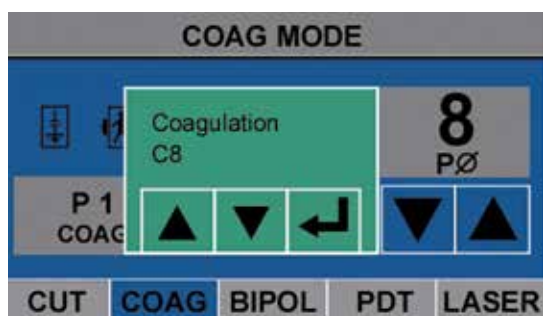 COAG MODE
Coagulation
C8
8
PØ
P 1
COAG
CUT COAG BIPOL PDT LASER